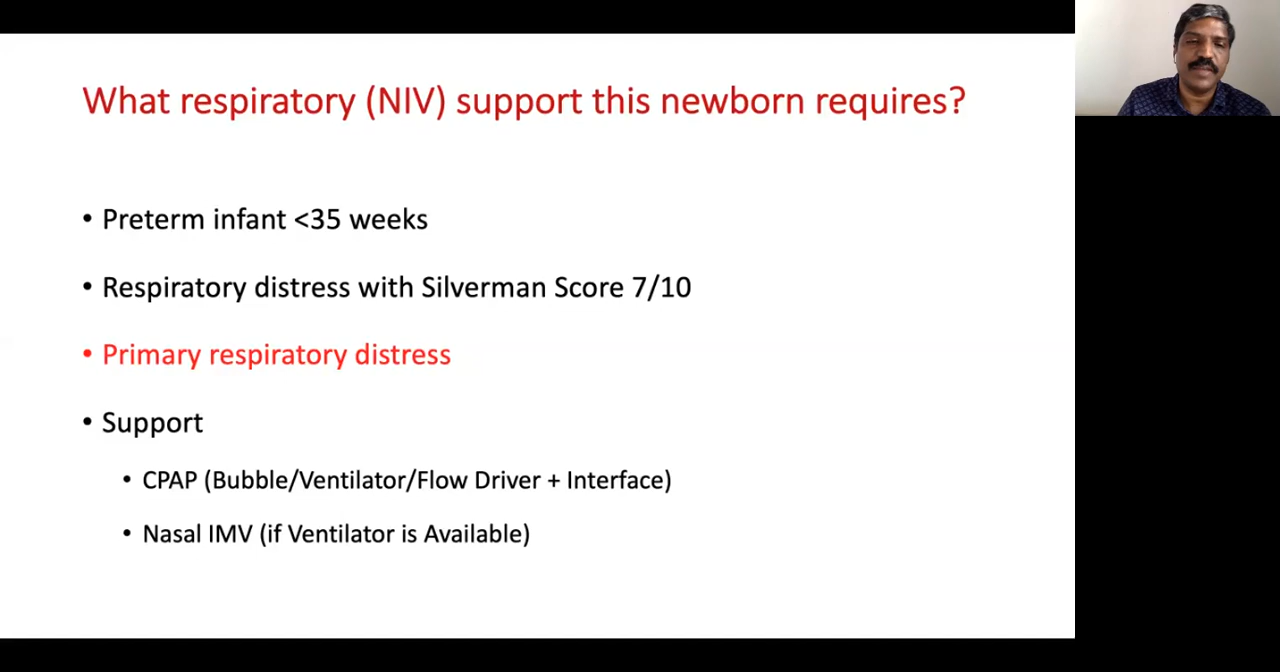 What respiratory (NIV) support this newborn requires?
• Preterm infant <35 weeks
• Respiratory distress with Silverman Score 7/10
• Primary respiratory distress
• Support
• CPAP (Bubble/Ventilator/Flow Driver + Interface)
• Nasal IMV (if Ventilator is Available)